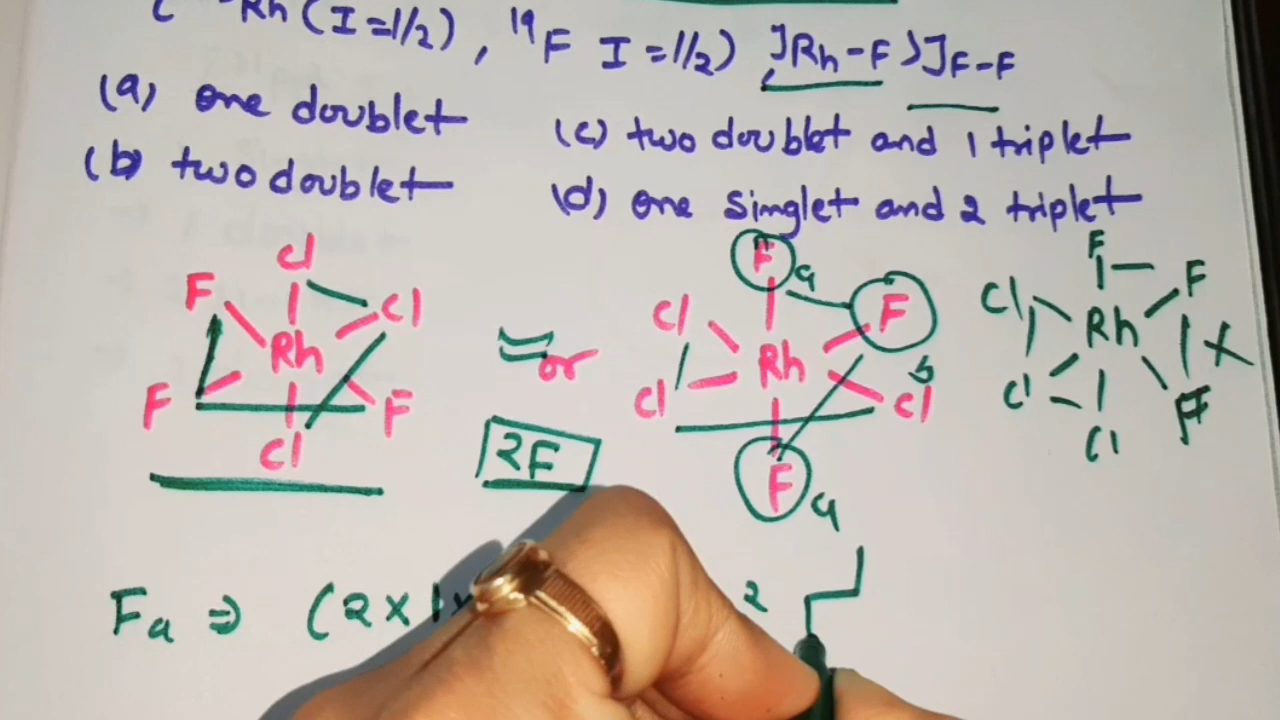 Rh (I=1/2), 19F I=1/2) JRh-F > JF-F
(a) one doublet
(b) two doublet
(c) two doublet and 1 triplet
(d) one singlet and 2 triplet
Cl
F Cl
Rh
F F
Cl
or
F a
Cl F
Rh b
Cl Cl
F a
F
Cl F
Rh X
Cl F
Cl
2F
Fa ⇒ (2×1× 2